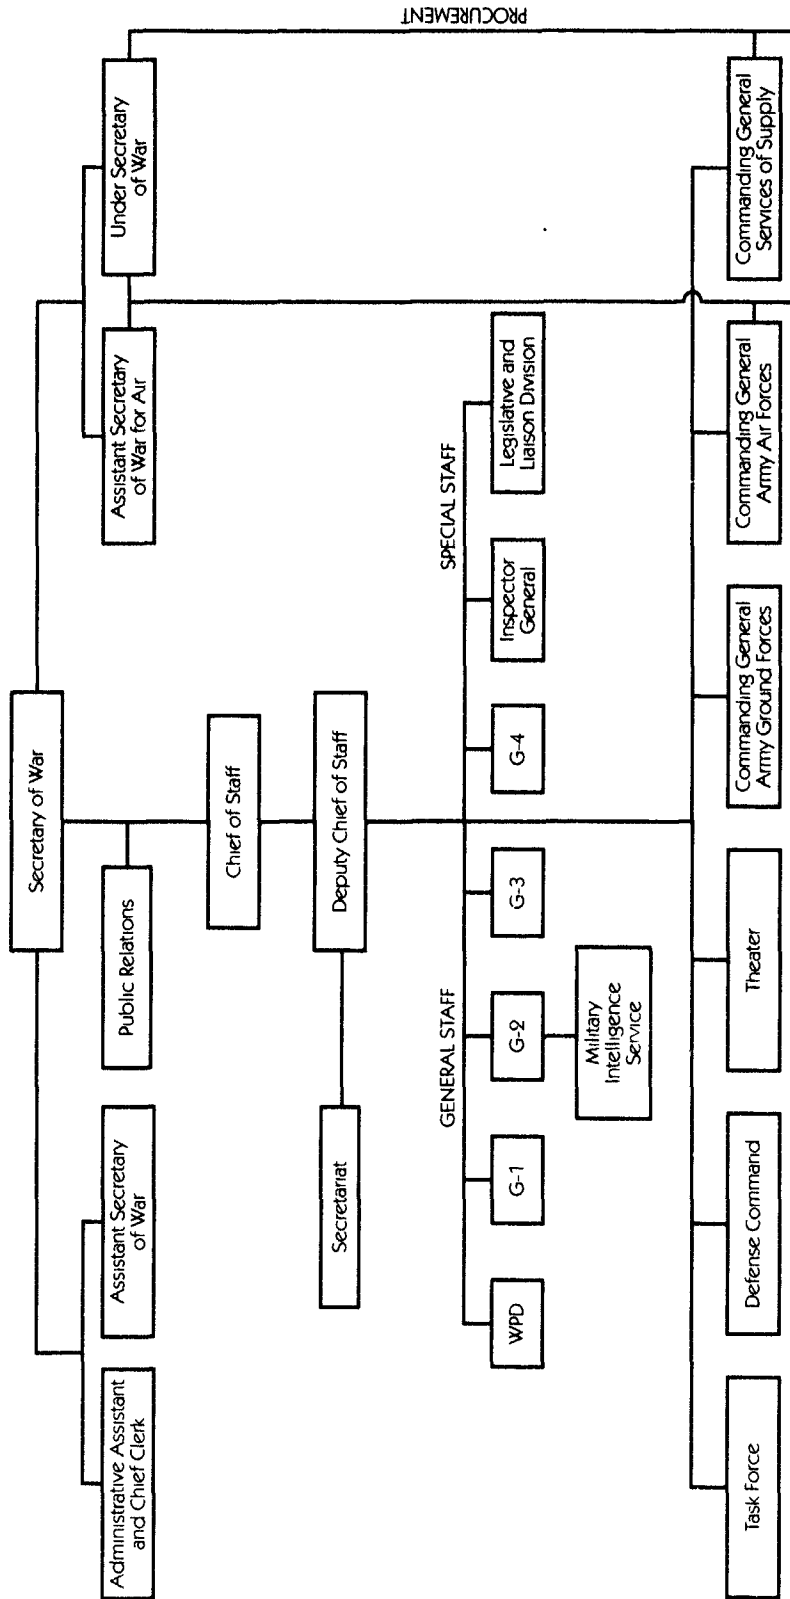 Secretary of War
Administrative Assistant
and Chief Clerk
Assistant Secretary
of War
Public Relations
Assistant Secretary
of War for Air
Under Secretary
of War
PROCUREMENT
Chief of Staff
Deputy Chief of Staff
Secretariat
GENERAL STAFF
SPECIAL STAFF
WPD
G-1
G-2
G-3
G-4
Inspector
General
Legislative and
Liaison Division
Military
Intelligence
Service
Task Force
Defense Command
Theater
Commanding General
Army Ground Forces
Commanding General
Army Air Forces
Commanding General
Services of Supply